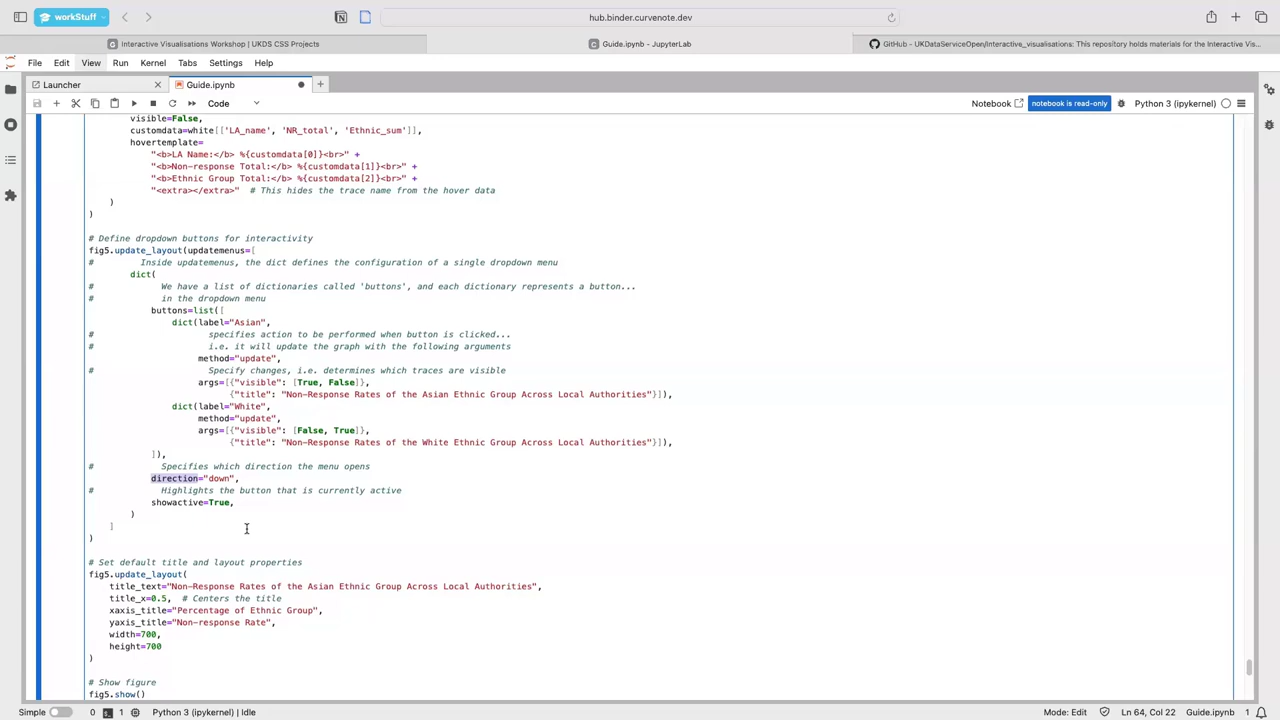 workStuff
hub.binder.curvenote.dev
Interactive Visualisations Workshop | UKDS CSS Projects
Guide.ipynb - JupyterLab
GitHub - UKDataServiceOpen/Interactive_visualisations: This repository holds materials for the Interactive Vis...
File Edit View Run Kernel Tabs Settings Help
Launcher
Guide.ipynb
Code
Notebook
notebook is read-only
Python 3 (ipykernel)
visible=False,
customdata=white[['LA_name', 'NR_total', 'Ethnic_sum']],
hovertemplate=
"<b>LA Name:</b> %{customdata[0]}<br>" +
"<b>Non-response Total:</b> %{customdata[1]}<br>" +
"<b>Ethnic Group Total:</b> %{customdata[2]}<br>" +
"<extra></extra>"  # This hides the trace name from the hover data
)
)
# Define dropdown buttons for interactivity
fig5.update_layout(updatemenus=[
# Inside updatemenus, the dict defines the configuration of a single dropdown menu
dict(
# We have a list of dictionaries called 'buttons', and each dictionary represents a button...
# in the dropdown menu
buttons=list([
dict(label="Asian",
# specifies action to be performed when button is clicked...
# i.e. it will update the graph with the following arguments
method="update",
# Specify changes, i.e. determines which traces are visible
args=[{"visible": [True, False]},
{"title": "Non-Response Rates of the Asian Ethnic Group Across Local Authorities"}]),
dict(label="White",
method="update",
args=[{"visible": [False, True]},
{"title": "Non-Response Rates of the White Ethnic Group Across Local Authorities"}]),
]),
# Specifies which direction the menu opens
direction="down",
# Highlights the button that is currently active
showactive=True,
)
]
)
# Set default title and layout properties
fig5.update_layout(
title_text="Non-Response Rates of the Asian Ethnic Group Across Local Authorities",
title_x=0.5,  # Centers the title
xaxis_title="Percentage of Ethnic Group",
yaxis_title="Non-response Rate",
width=700,
height=700
)
# Show figure
fig5.show()
Simple 0 1 Python 3 (ipykernel) | Idle
Mode: Edit Ln 64, Col 22 Guide.ipynb 1